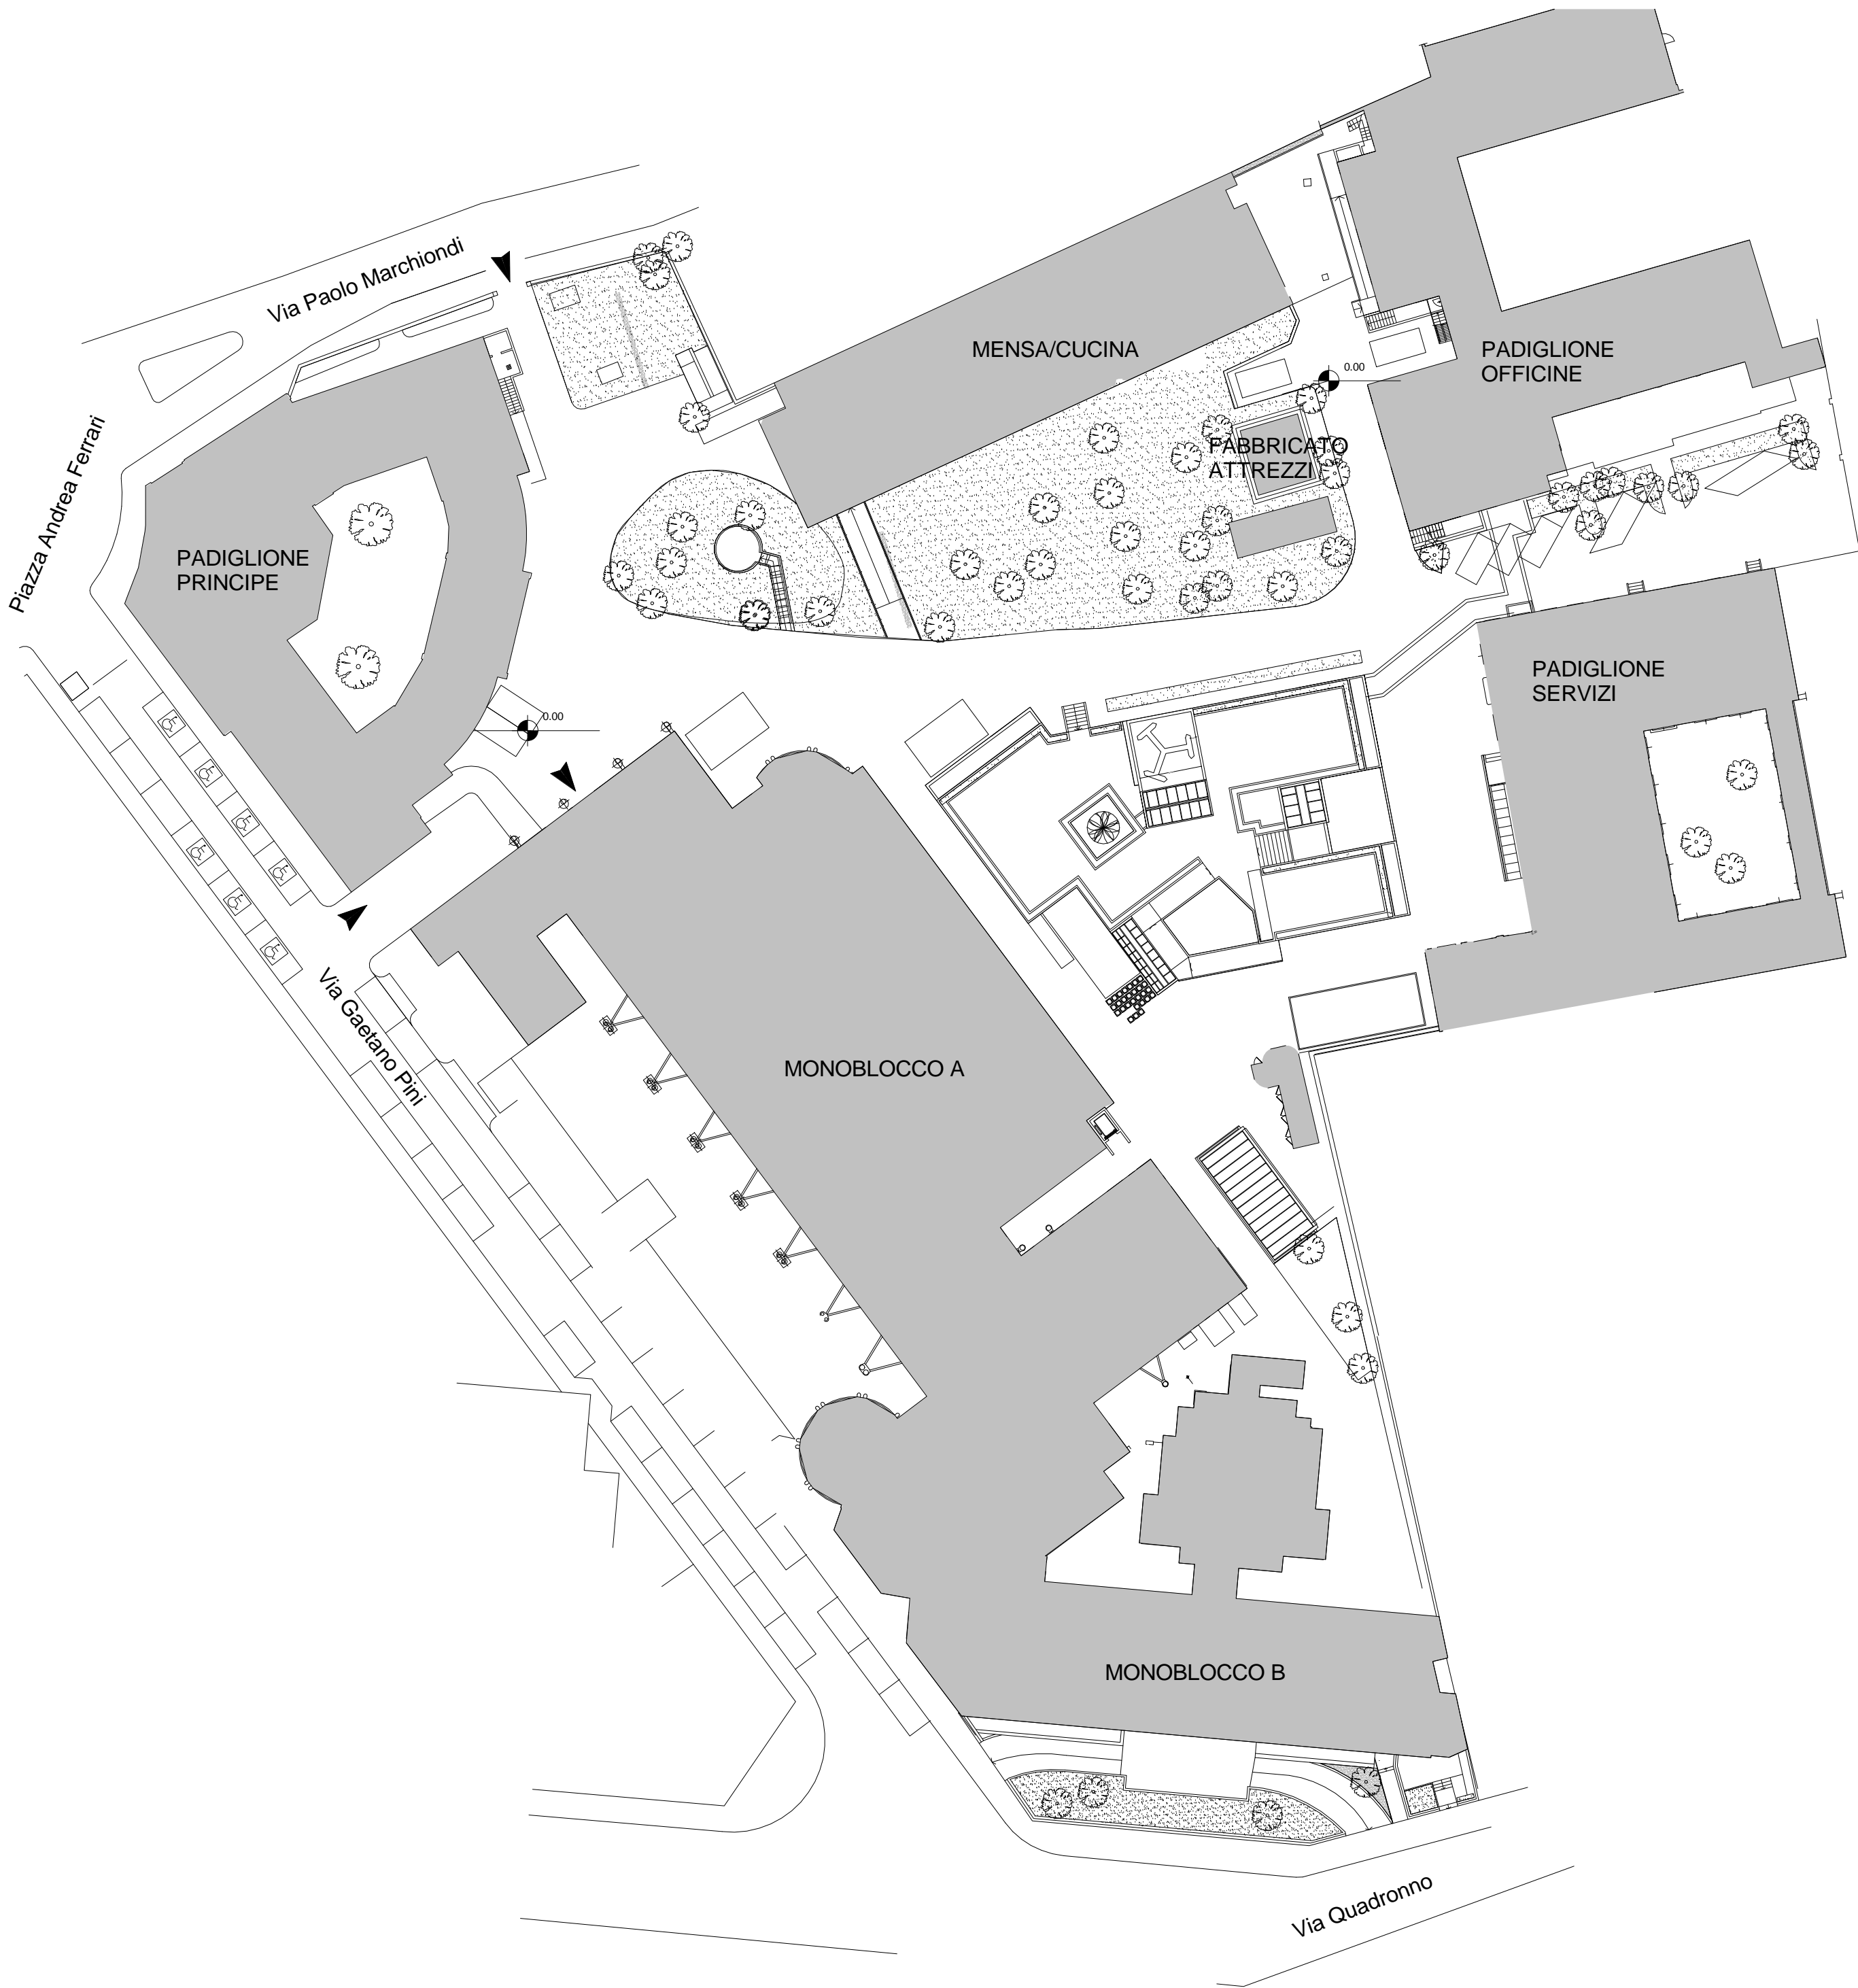 Via Paolo Marchiondi
MENSA/CUCINA
PADIGLIONE
OFFICINE
0.00
Piazza Andrea Ferrari
FABBRICATO
ATTREZZI
PADIGLIONE
PRINCIPE
PADIGLIONE
SERVIZI
0.00
Via Gaetano Pini
MONOBLOCCO A
MONOBLOCCO B
Via Quadronno